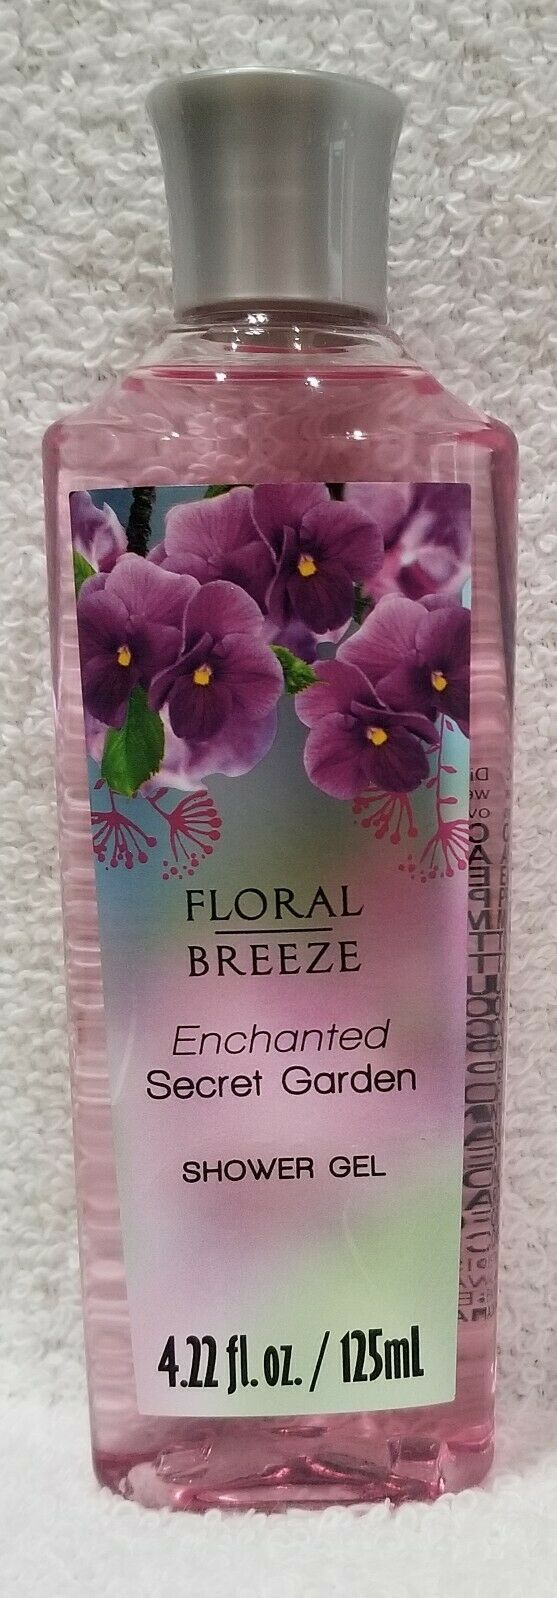 FLORAL
BREEZE
Enchanted
Secret Garden
SHOWER GEL
4.22 fl. oz. / 125mL